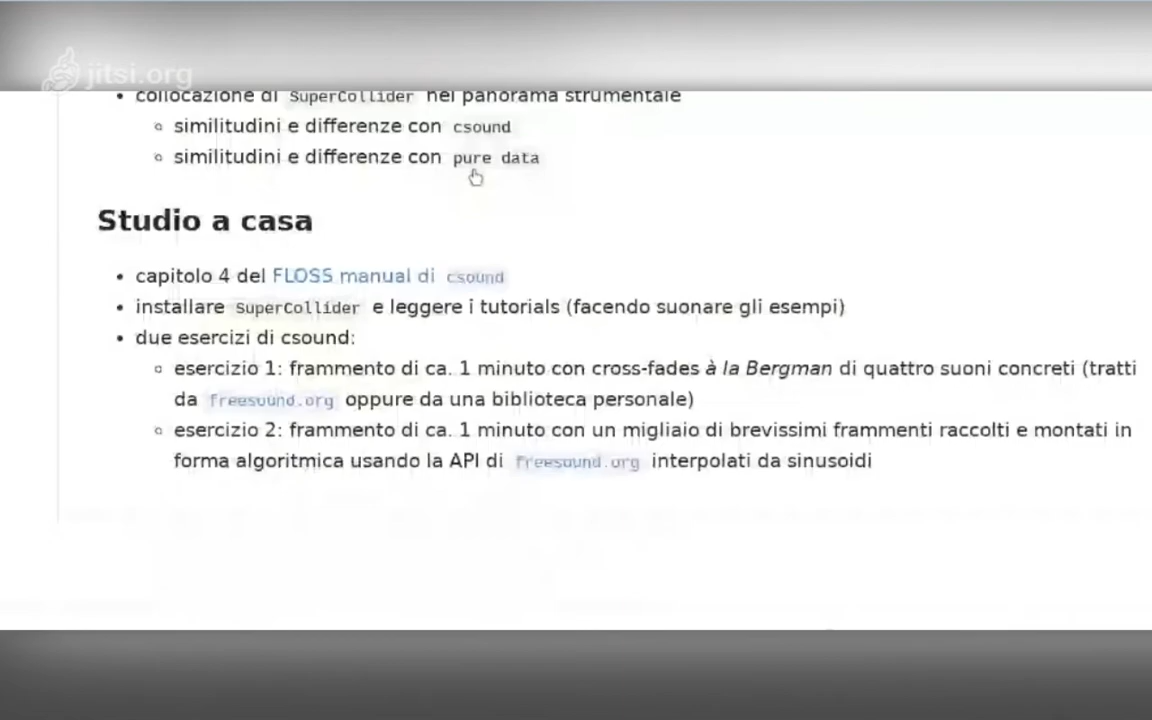 jitsi.org
collocazione di SuperCollider nel panorama strumentale
similitudini e differenze con csound
similitudini e differenze con pure data
Studio a casa
capitolo 4 del FLOSS manual di csound
installare SuperCollider e leggere i tutorials (facendo suonare gli esempi)
due esercizi di csound:
esercizio 1: frammento di ca. 1 minuto con cross-fades à la Bergman di quattro suoni concreti (tratti
da freesound.org oppure da una biblioteca personale)
esercizio 2: frammento di ca. 1 minuto con un migliaio di brevissimi frammenti raccolti e montati in
forma algoritmica usando la API di freesound.org interpolati da sinusoidi